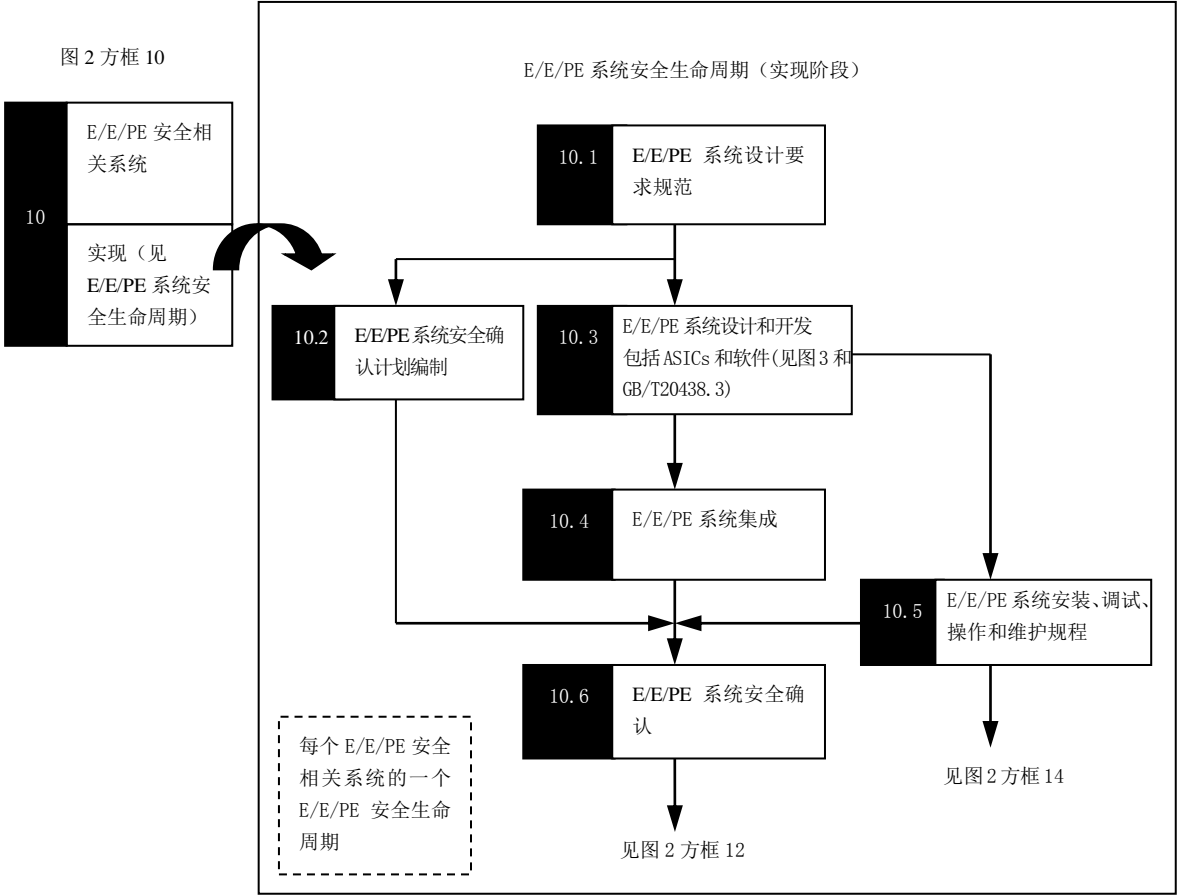 图 2 方框 10
E/E/PE 系统安全生命周期（实现阶段）
10
E/E/PE 安全相
关系统
实现（见
E/E/PE 系统安
全生命周期）
10.1
E/E/PE 系统设计要
求规范
10.2
E/E/PE 系统安全确
认计划编制
10.3
E/E/PE 系统设计和开发
包括 ASICs 和软件(见图 3 和
GB/T20438.3)
10.4
E/E/PE 系统集成
10.5
E/E/PE 系统安装、调试、
操作和维护规程
10.6
E/E/PE 系统安全确
认
每个 E/E/PE 安全
相关系统的一个
E/E/PE 安全生命
周期
见图 2 方框 14
见图 2 方框 12